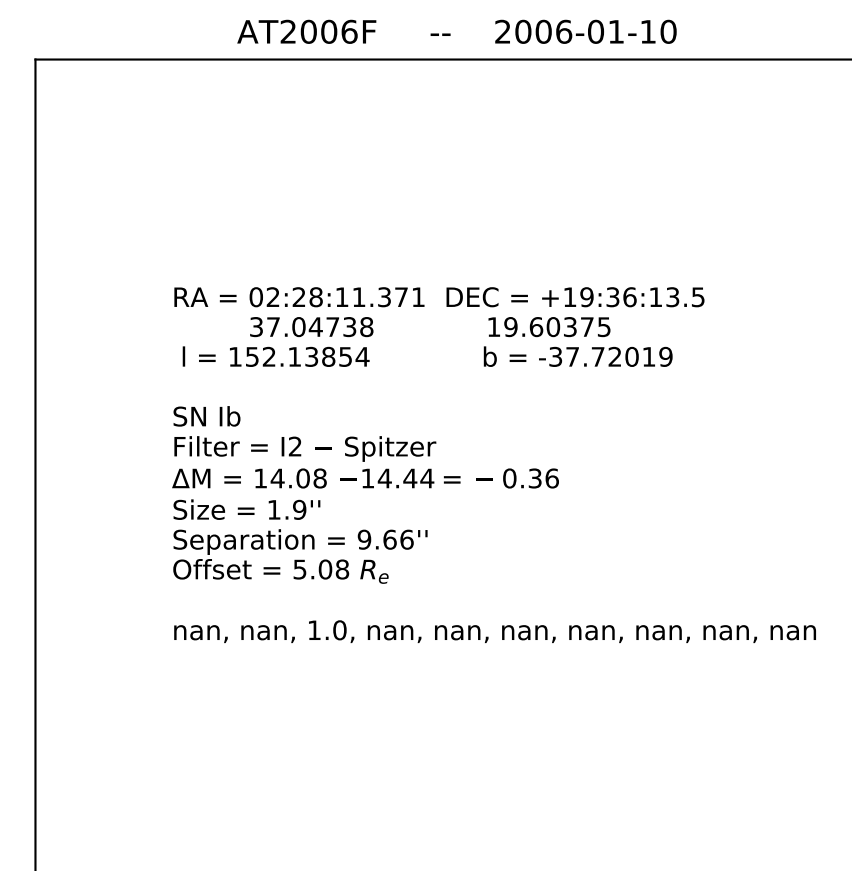 AT2006F -- 2006-01-10
RA = 02:28:11.371 DEC = +19:36:13.5
37.04738 19.60375
l = 152.13854 b = -37.72019
SN Ib
Filter = I2 − Spitzer
ΔM = 14.08 −14.44 = − 0.36
Size = 1.9''
Separation = 9.66''
Offset = 5.08 Rₑ
nan, nan, 1.0, nan, nan, nan, nan, nan, nan, nan